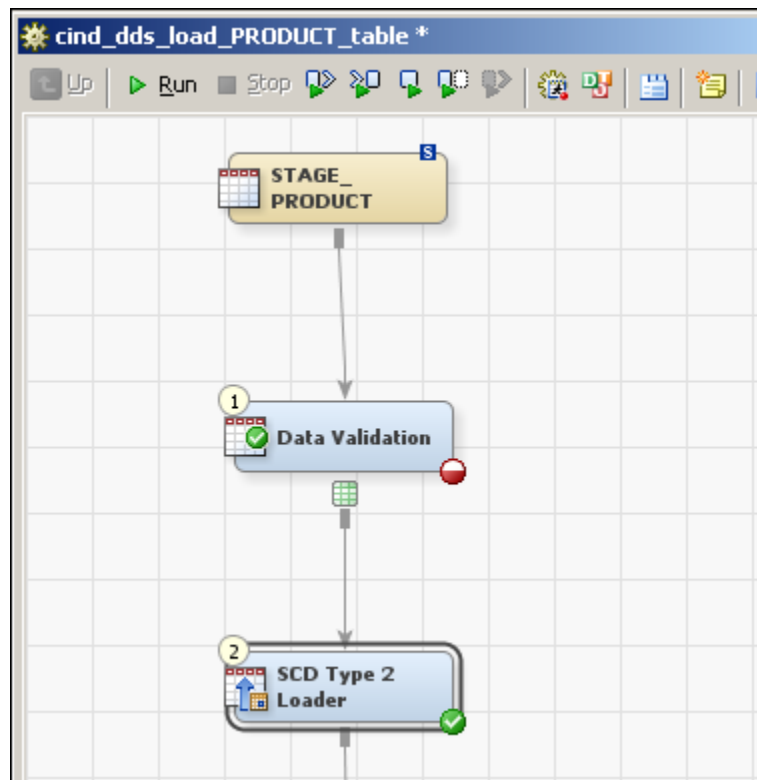 cind_dds_load_PRODUCT_table *
Up Run Stop
S
STAGE_
PRODUCT
1
Data Validation
2
SCD Type 2
Loader